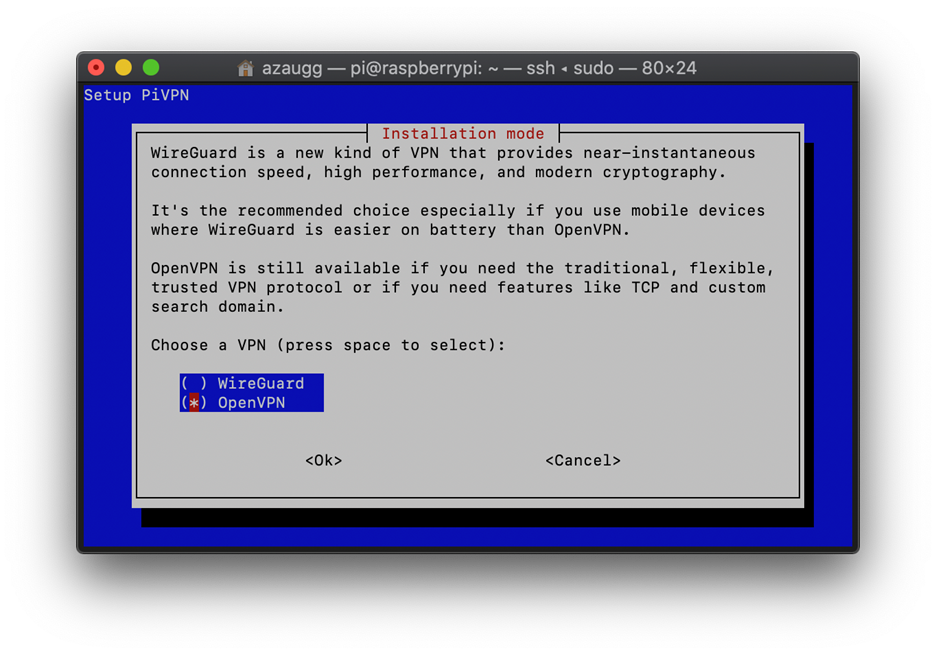 azaugg — pi@raspberrypi: ~ — ssh ◂ sudo — 80×24
Setup PiVPN
Installation mode
WireGuard is a new kind of VPN that provides near-instantaneous
connection speed, high performance, and modern cryptography.
It's the recommended choice especially if you use mobile devices
where WireGuard is easier on battery than OpenVPN.
OpenVPN is still available if you need the traditional, flexible,
trusted VPN protocol or if you need features like TCP and custom
search domain.
Choose a VPN (press space to select):
( ) WireGuard
(*) OpenVPN
<Ok> <Cancel>